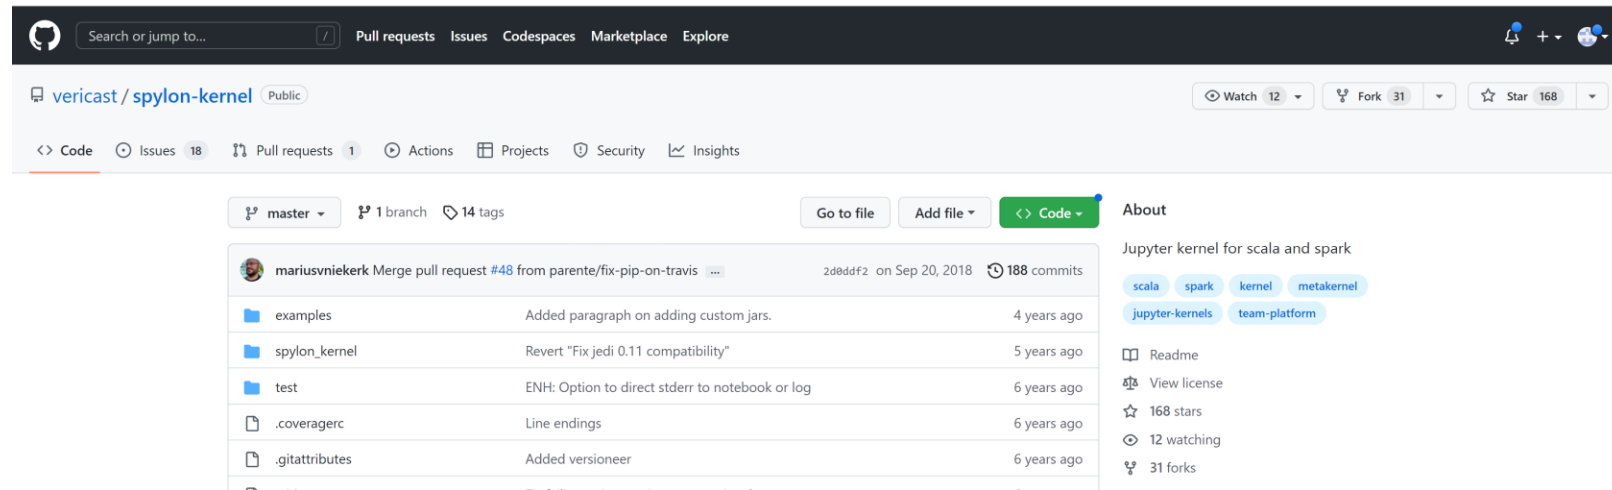 Search or jump to... / Pull requests Issues Codespaces Marketplace Explore
vericast / spylon-kernel Public Watch 12 Fork 31 Star 168
<> Code Issues 18 Pull requests 1 Actions Projects Security Insights
master 1 branch 14 tags Go to file Add file <> Code
mariusvniekerk Merge pull request #48 from parente/fix-pip-on-travis ... 2d0ddf2 on Sep 20, 2018 188 commits
examples Added paragraph on adding custom jars. 4 years ago
spylon_kernel Revert "Fix jedi 0.11 compatibility" 5 years ago
test ENH: Option to direct stderr to notebook or log 6 years ago
.coveragerc Line endings 6 years ago
.gitattributes Added versioneer 6 years ago
About
Jupyter kernel for scala and spark
scala spark kernel metakernel
jupyter-kernels team-platform
Readme
View license
168 stars
12 watching
31 forks